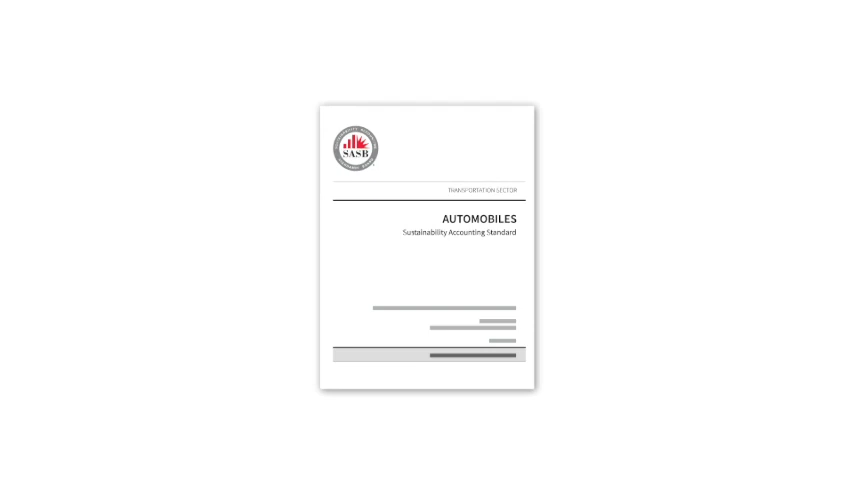 SASB
TRANSPORTATION SECTOR
AUTOMOBILES
Sustainability Accounting Standard